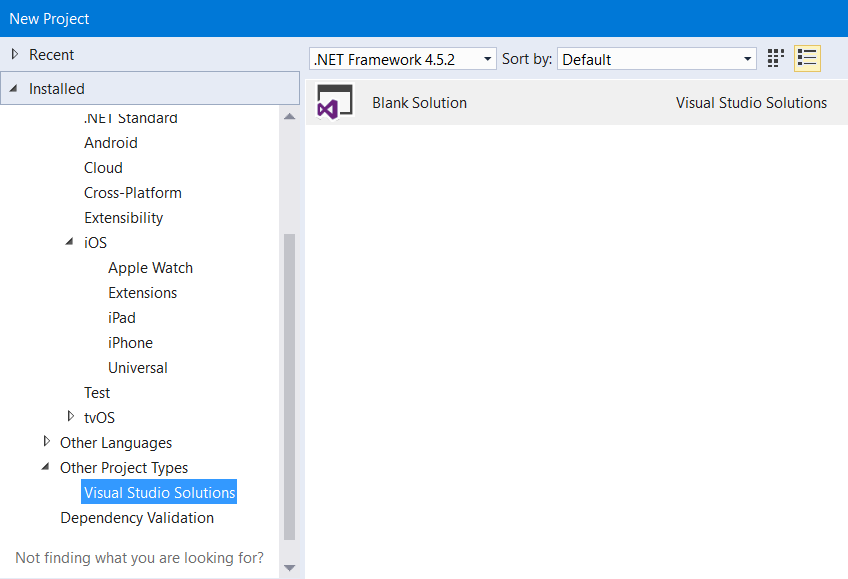 New Project
Recent
Installed
.NET Standard
Android
Cloud
Cross-Platform
Extensibility
iOS
Apple Watch
Extensions
iPad
iPhone
Universal
Test
tvOS
Other Languages
Other Project Types
Visual Studio Solutions
Dependency Validation
Not finding what you are looking for?
.NET Framework 4.5.2 Sort by: Default
Blank Solution Visual Studio Solutions